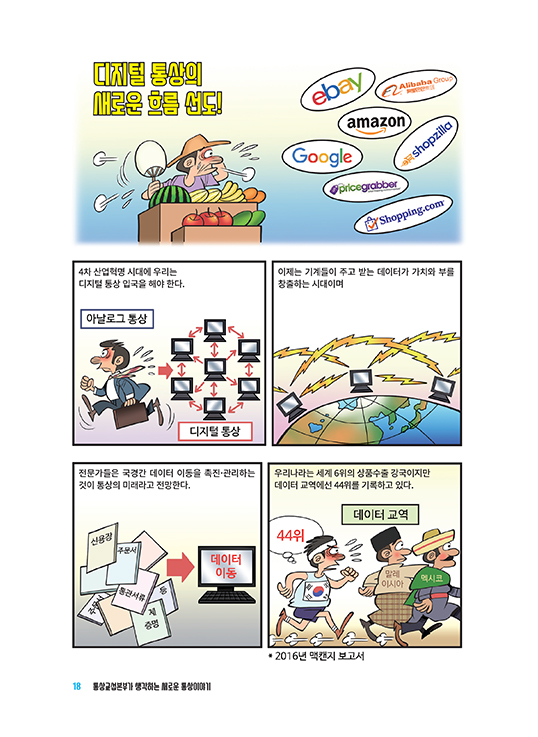 디지털 통상의
새로운 흐름 선도!
ebay
Alibaba Group
amazon
shopzilla
Google
pricegrabber
Shopping.com
4차 산업혁명 시대에 우리는
디지털 통상 입국을 해야 한다.
아날로그 통상
디지털 통상
이제는 기계들이 주고 받는 데이터가 가치와 부를
창출하는 시대이며
전문가들은 국경간 데이터 이동을 촉진·관리하는
것이 통상의 미래라고 전망한다.
신용장
주문서
통관서류
증명
데이터
이동
우리나라는 세계 6위의 상품수출 강국이지만
데이터 교역에선 44위를 기록하고 있다.
데이터 교역
44위
말레
이시아
멕시코
* 2016년 맥캔지 보고서
18 통상교섭본부가 생각하는 새로운 통상이야기